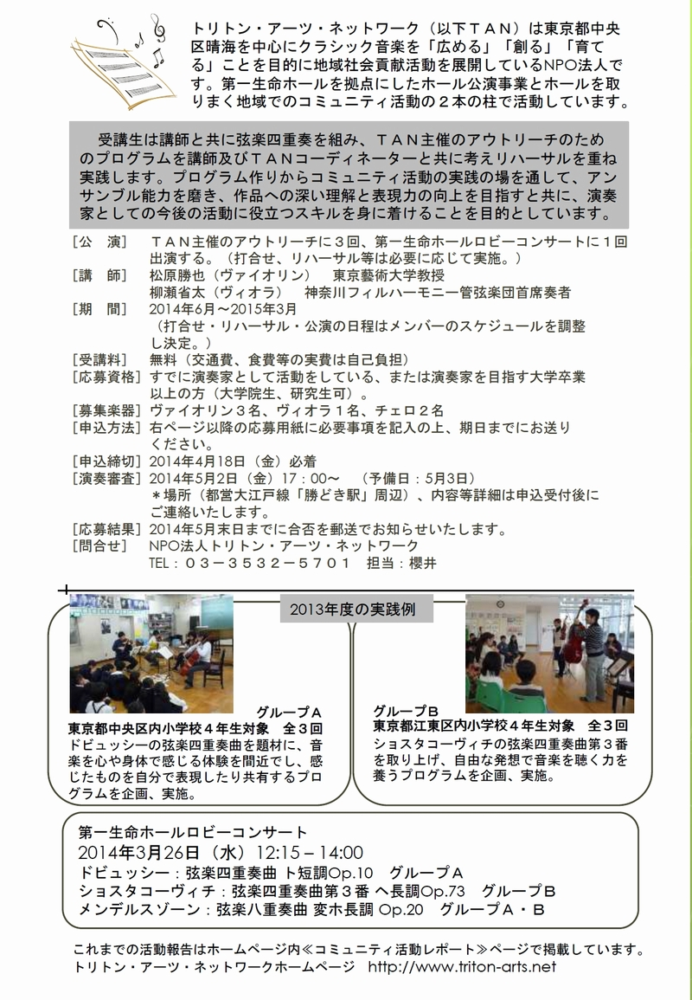 トリトン・アーツ・ネットワーク（以下ＴＡＮ）は東京都中央
区晴海を中心にクラシック音楽を「広める」「創る」「育て
る」ことを目的に地域社会貢献活動を展開しているNPO法人で
す。第一生命ホールを拠点にしたホール公演事業とホールを取
りまく地域でのコミュニティ活動の２本の柱で活動しています。
受講生は講師と共に弦楽四重奏を組み、ＴＡＮ主催のアウトリーチのため
のプログラムを講師及びＴＡＮコーディネーターと共に考えリハーサルを重ね
実践します。プログラム作りからコミュニティ活動の実践の場を通して、アン
サンブル能力を磨き、作品への深い理解と表現力の向上を目指すと共に、演奏
家としての今後の活動に役立つスキルを身に着けることを目的としています。
［公　演］　ＴＡＮ主催のアウトリーチに３回、第一生命ホールロビーコンサートに１回
出演する。（打合せ、リハーサル等は必要に応じて実施。）
［講　師］　松原勝也（ヴァイオリン）　東京藝術大学教授
柳瀬省太（ヴィオラ）　神奈川フィルハーモニー管弦楽団首席奏者
［期　間］　2014年6月～2015年3月
（打合せ・リハーサル・公演の日程はメンバーのスケジュールを調整
し決定。）
［受講料］　無料（交通費、食費等の実費は自己負担）
［応募資格］すでに演奏家として活動をしている、または演奏家を目指す大学卒業
以上の方（大学院生、研究生可）。
［募集楽器］ヴァイオリン３名、ヴィオラ１名、チェロ２名
［申込方法］右ページ以降の応募用紙に必要事項を記入の上、期日までにお送り
ください。
［申込締切］2014年4月18日（金）必着
［演奏審査］2014年5月2日（金）17：00～　（予備日：5月3日）
＊場所（都営大江戸線「勝どき駅」周辺）、内容等詳細は申込受付後に
ご連絡いたします。
［応募結果］2014年5月末日までに合否を郵送でお知らせいたします。
［問合せ］　NPO法人トリトン・アーツ・ネットワーク
TEL：０３－３５３２－５７０１　担当：櫻井
2013年度の実践例
グループＡ
東京都中央区内小学校４年生対象　全３回
ドビュッシーの弦楽四重奏曲を題材に、音
楽を心や身体で感じる体験を間近でし、感
じたものを自分で表現したり共有するプロ
グラムを企画、実施。
グループＢ
東京都江東区内小学校４年生対象　全３回
ショスタコーヴィチの弦楽四重奏曲第３番
を取り上げ、自由な発想で音楽を聴く力を
養うプログラムを企画、実施。
第一生命ホールロビーコンサート
2014年3月26日（水）12:15 – 14:00
ドビュッシー：弦楽四重奏曲 ト短調Op.10　グループＡ
ショスタコーヴィチ：弦楽四重奏曲第３番 ヘ長調Op.73　グループＢ
メンデルスゾーン：弦楽八重奏曲 変ホ長調 Op.20　グループＡ・Ｂ
これまでの活動報告はホームページ内≪コミュニティ活動レポート≫ページで掲載しています。
トリトン・アーツ・ネットワークホームページ　http://www.triton-arts.net